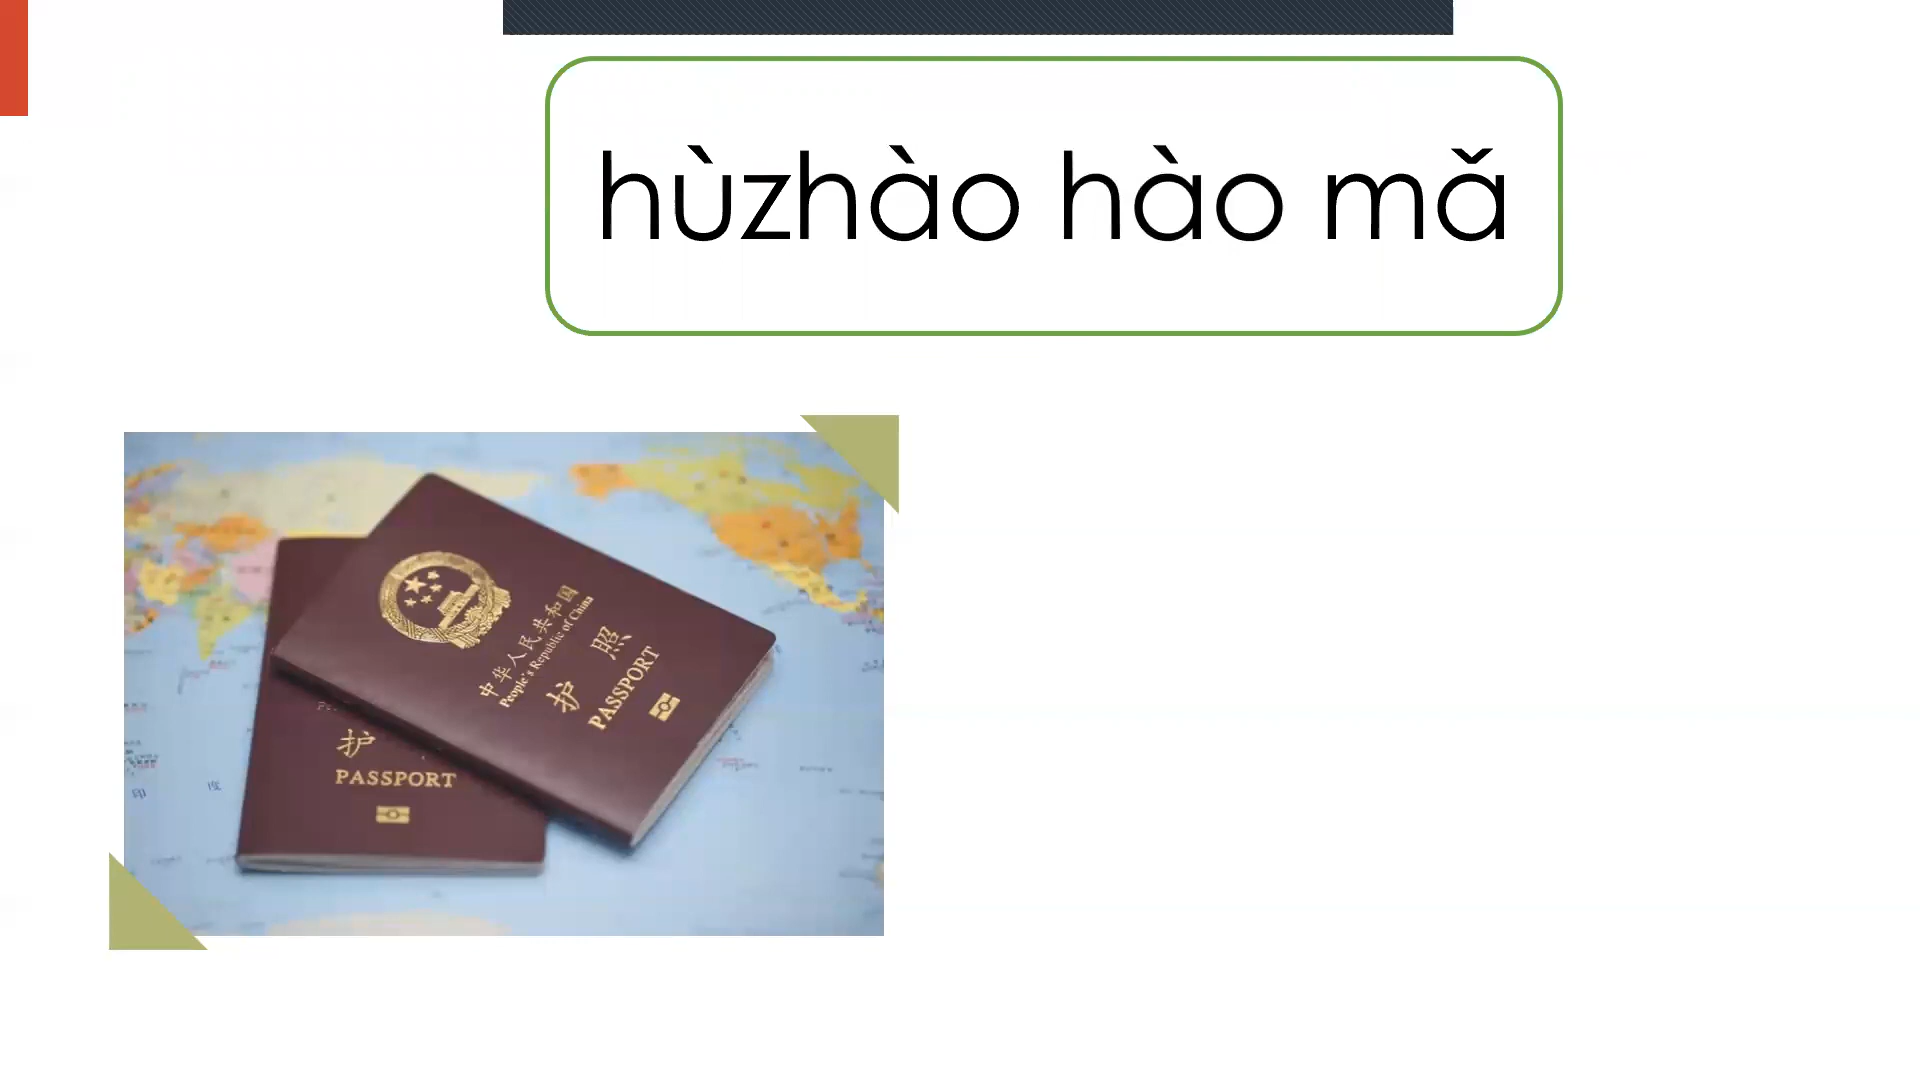 hùzhào hào mǎ
中华人民共和国
People's Republic of China
护 照
PASSPORT
护
PASSPORT